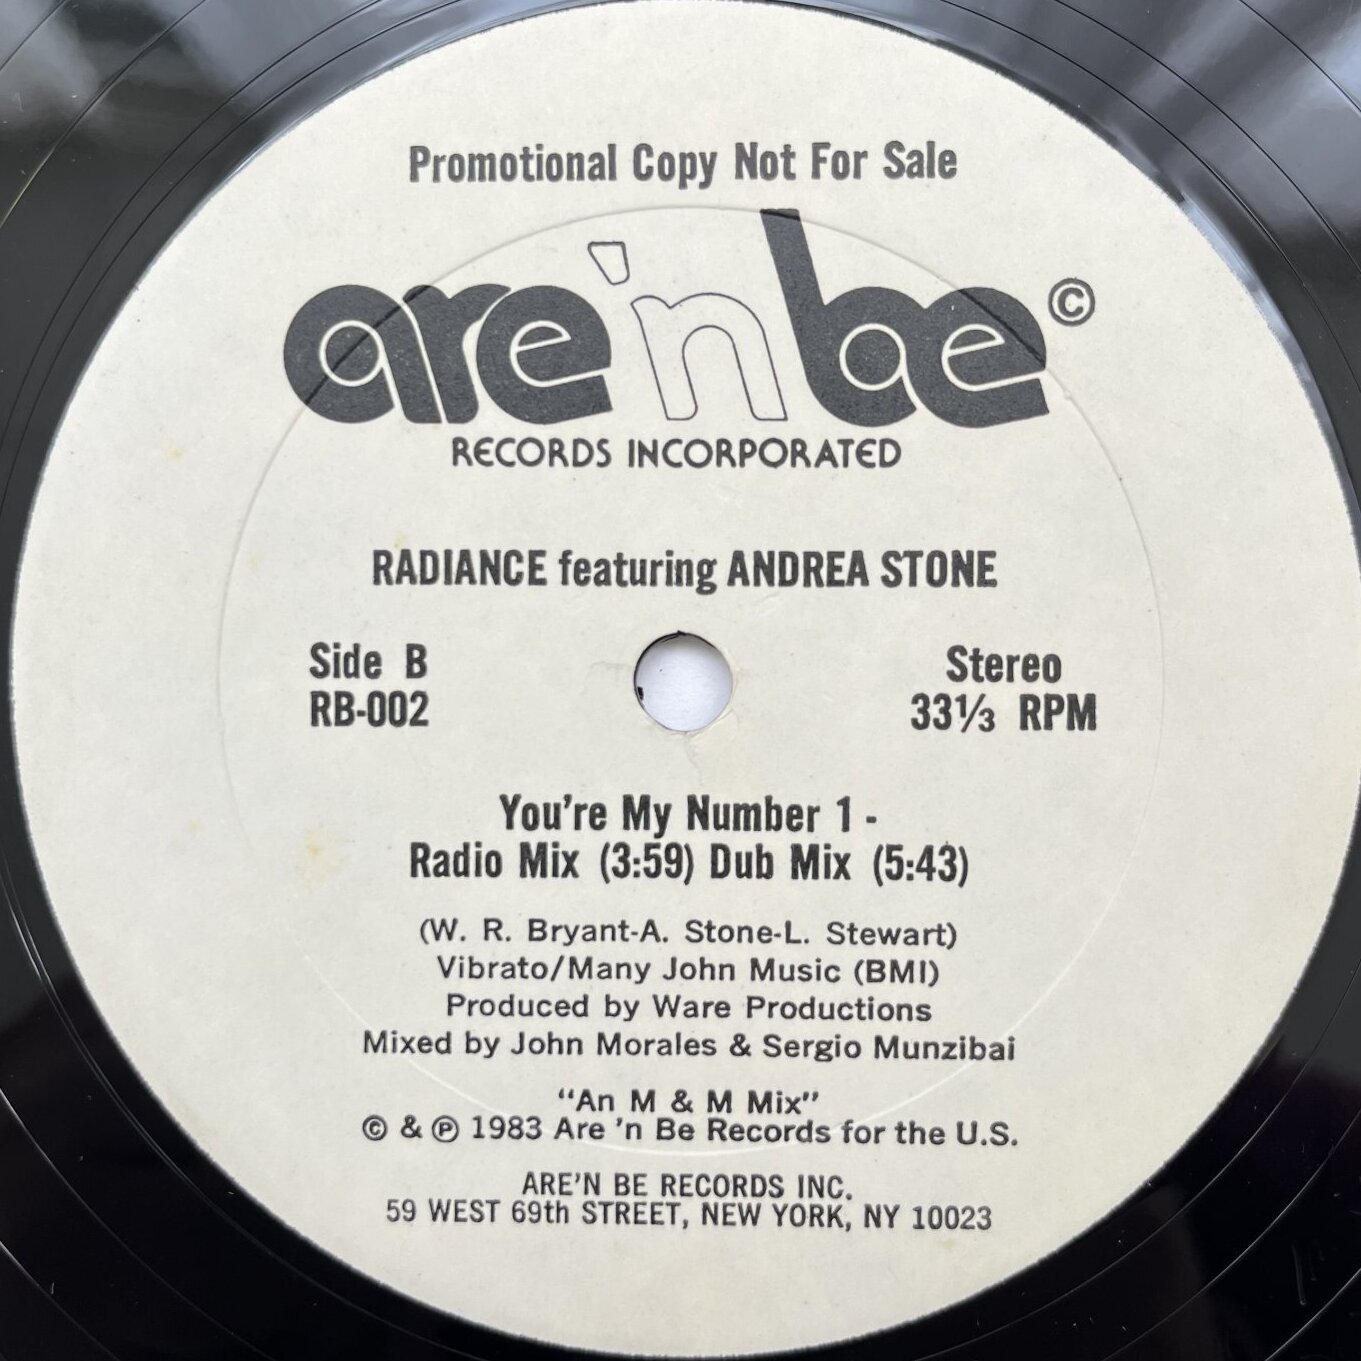 Promotional Copy Not For Sale
are 'n be ©
RECORDS INCORPORATED
RADIANCE featuring ANDREA STONE
Side B
RB-002
Stereo
33⅓ RPM
You're My Number 1 -
Radio Mix (3:59) Dub Mix (5:43)
(W. R. Bryant-A. Stone-L. Stewart)
Vibrato/Many John Music (BMI)
Produced by Ware Productions
Mixed by John Morales & Sergio Munzibai
"An M & M Mix"
© & ℗ 1983 Are 'n Be Records for the U.S.
ARE'N BE RECORDS INC.
59 WEST 69th STREET, NEW YORK, NY 10023